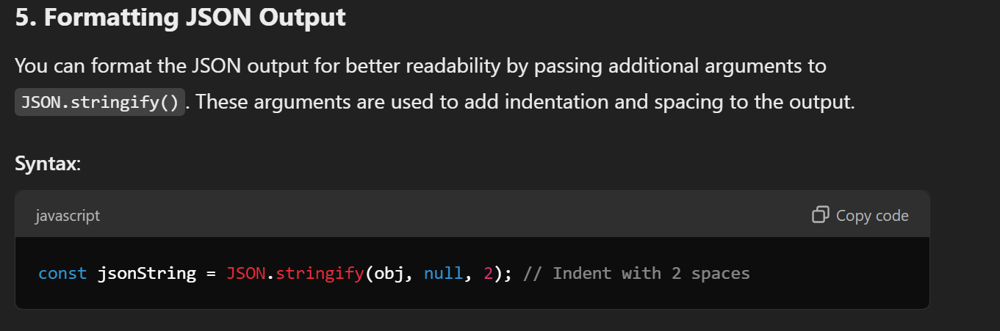 5. Formatting JSON Output
You can format the JSON output for better readability by passing additional arguments to
JSON.stringify(). These arguments are used to add indentation and spacing to the output.
Syntax:
javascript
Copy code
const jsonString = JSON.stringify(obj, null, 2); // Indent with 2 spaces